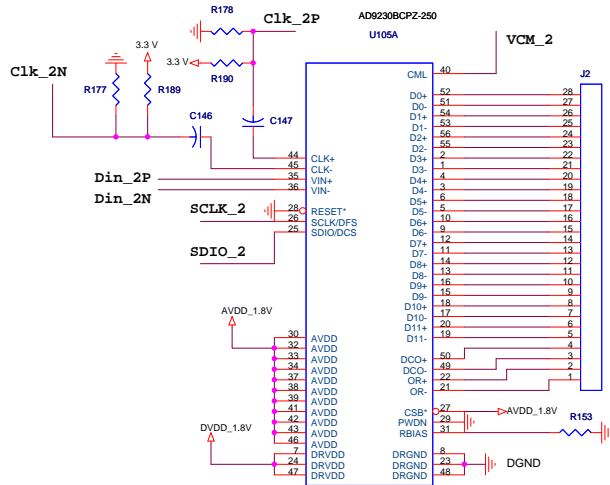 R178
Clk_2P
AD9230BCPZ-250
U105A
VCM_2
3.3 V
3.3 V
R190
Clk_2N
R177
R189
C146
C147
J2
CML 40
D0+ 52 28
D0- 51 27
D1+ 54 26
D1- 53 25
D2+ 56 24
D2- 55 23
D3+ 2 22
D3- 1 21
D4+ 4 20
D4- 3 19
D5+ 6 18
D5- 5 17
D6+ 10 16
D6- 9 15
D7+ 12 14
D7- 11 13
D8+ 14 12
D8- 13 11
D9+ 16 10
D9- 15 9
D10+ 18 8
D10- 17 7
D11+ 20 6
D11- 19 5
4
DCO+ 50 3
DCO- 49 2
OR+ 22 1
OR- 21
44 CLK+
45 CLK-
Din_2P 35 VIN+
Din_2N 36 VIN-
SCLK_2
28 RESET*
26 SCLK/DFS
25 SDIO/DCS
SDIO_2
AVDD_1.8V
30 AVDD
32 AVDD
33 AVDD
34 AVDD
37 AVDD
38 AVDD
39 AVDD
41 AVDD
42 AVDD
43 AVDD
46 AVDD
DVDD_1.8V
7 DRVDD
24 DRVDD
47 DRVDD
CSB* 27 AVDD_1.8V
PWDN 29
RBIAS 31
R153
DRGND 8
DRGND 23
DRGND 48
DGND